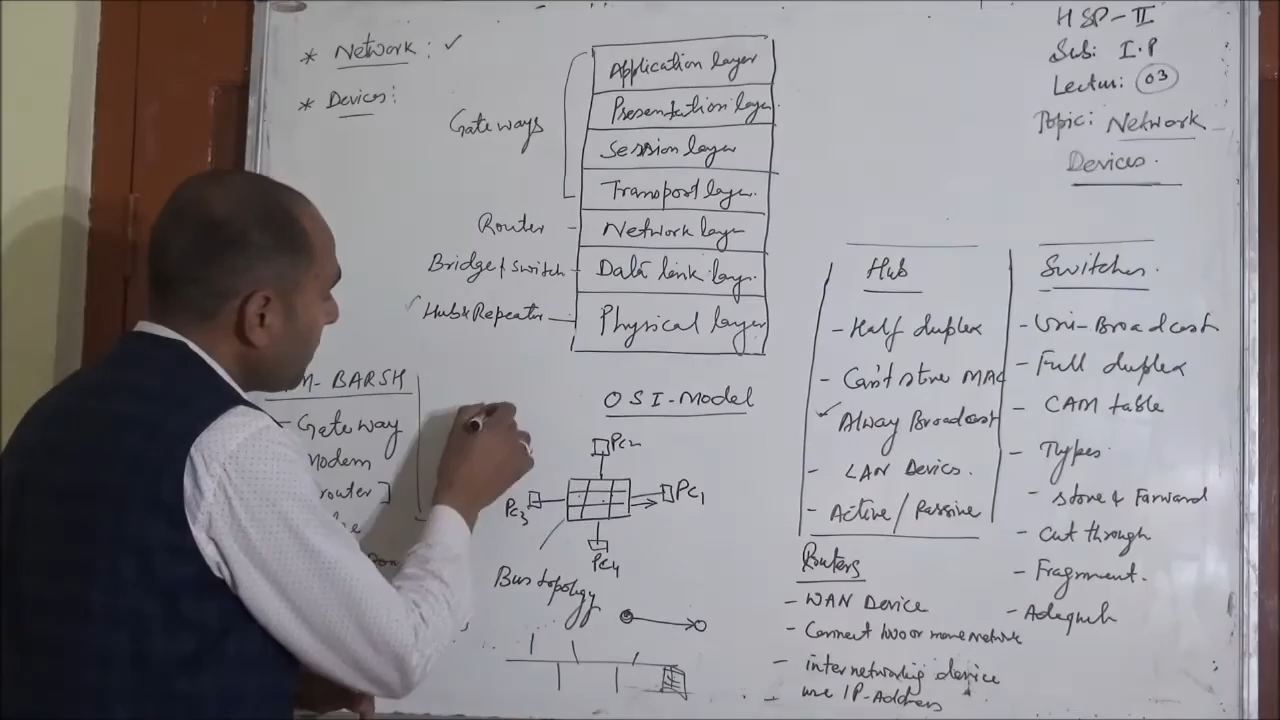 * Network : ✓
* Devices :
Gateways
Application layer
Presentation layer
Session layer
Transport layer
Router - Network layer
Bridge & Switch - Data link layer
✓ Hub & Repeater - Physical layer
OSI-Model
HSP-II
Sub: I.P
Lectur: 03
Topic: Network
Devices.
BARSH
- Gateway
Modem
router]
PC2
PC1
PC3
PC4
Bus topology
Hub
- Half duplex
- Can't store MAC
✓ Alway Broadcast
- LAN Devics.
- Active / Passive
Switches.
- Uni-Broadcast
- Full duplex
- CAM table
- Types.
- Store & Forward
- Cut through
- Fragment.
Routers
- WAN Device
- Connect two or more network
- internetworking device
- use IP-Address